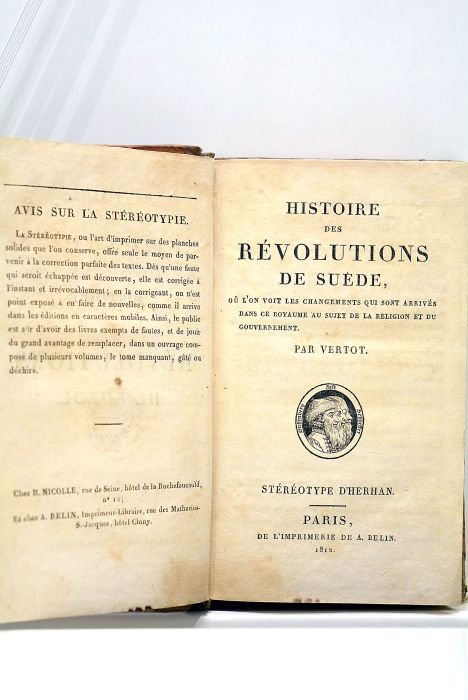 AVIS SUR LA STÉRÉOTYPIE.
LA STÉRÉOTYPIE, ou l'art d'imprimer sur des planches
solides que l'on conserve, offre seule le moyen de par-
venir à la correction parfaite des textes. Dès qu'une faute
qui seroit échappée est découverte, elle est corrigée à
l'instant et irrévocablement; en la corrigeant, on n'est
point exposé à en faire de nouvelles, comme il arrive
dans les éditions en caractères mobiles. Ainsi, le public
est sûr d'avoir des livres exempts de fautes, et de jouir
du grand avantage de remplacer, dans un ouvrage com-
posé de plusieurs volumes, le tome manquant, gâté ou
déchiré.
Chez H. NICOLLE, rue de Seine, hôtel de la Rochefoucauld,
n° 12;
Et chez A. BELIN, Imprimeur-Libraire, rue des Mathurins-
S.-Jacques, hôtel Cluny.
HISTOIRE
DES
RÉVOLUTIONS
DE SUÈDE,
OÙ L'ON VOIT LES CHANGEMENTS QUI SONT ARRIVÉS
DANS CE ROYAUME AU SUJET DE LA RELIGION ET DU
GOUVERNEMENT.
PAR VERTOT.
STÉRÉOTYPE D'HERHAN.
PARIS,
DE L'IMPRIMERIE DE A. BELIN.
1812.